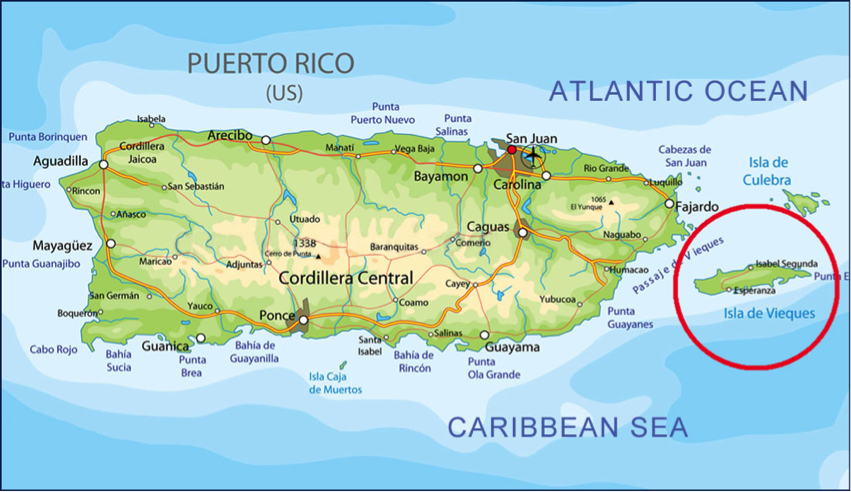 PUERTO RICO
(US)
ATLANTIC OCEAN
Isabela
Punta Borinquen
Arecibo
Punta
Puerto Nuevo
Punta
Salinas
San Juan
Cordillera
Jaicoa
Manatí
Vega Baja
Cabezas de
San Juan
Isla de
Culebra
Aguadilla
Bayamon
Carolina
Rio Grande
Luquillo
ta Higuero
Rincon
San Sebastián
1065
El Yunque
Fajardo
Añasco
Utuado
Caguas
Naguabo
Mayagüez
1338
Cerro de Punta
Baranquitas
Comerio
Passaje de Vieques
Punta Guanajibo
Maricao
Adjuntas
Cordillera Central
Humacao
Isabel Segunda
Punta E
San Germán
Cayey
Esperanza
Boquerón
Yauco
Ponce
Coamo
Yubucoa
Punta
Guayanes
Isla de Vieques
Cabo Rojo
Guanica
Santa
Isabel
Salinas
Guayama
Bahía
Sucia
Punta
Brea
Bahía de
Guayanilla
Bahía de
Rincón
Punta
Ola Grande
Isla Caja
de Muertos
CARIBBEAN SEA